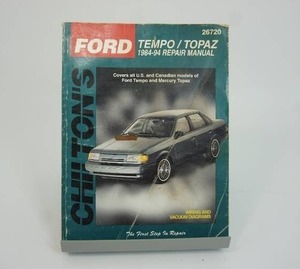 26720
FORD
TEMPO / TOPAZ
1984-94 REPAIR MANUAL
Covers all U.S. and Canadian models of
Ford Tempo and Mercury Topaz
CHILTON'S
WIRING AND
VACUUM DIAGRAMS
The First Step In Repair